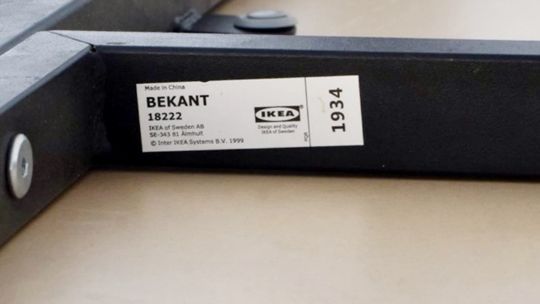 Made in China
BEKANT
18222
IKEA of Sweden AB
SE-343 81 Älmhult
© Inter IKEA Systems B.V. 1999
IKEA
Design and Quality
IKEA of Sweden
1934